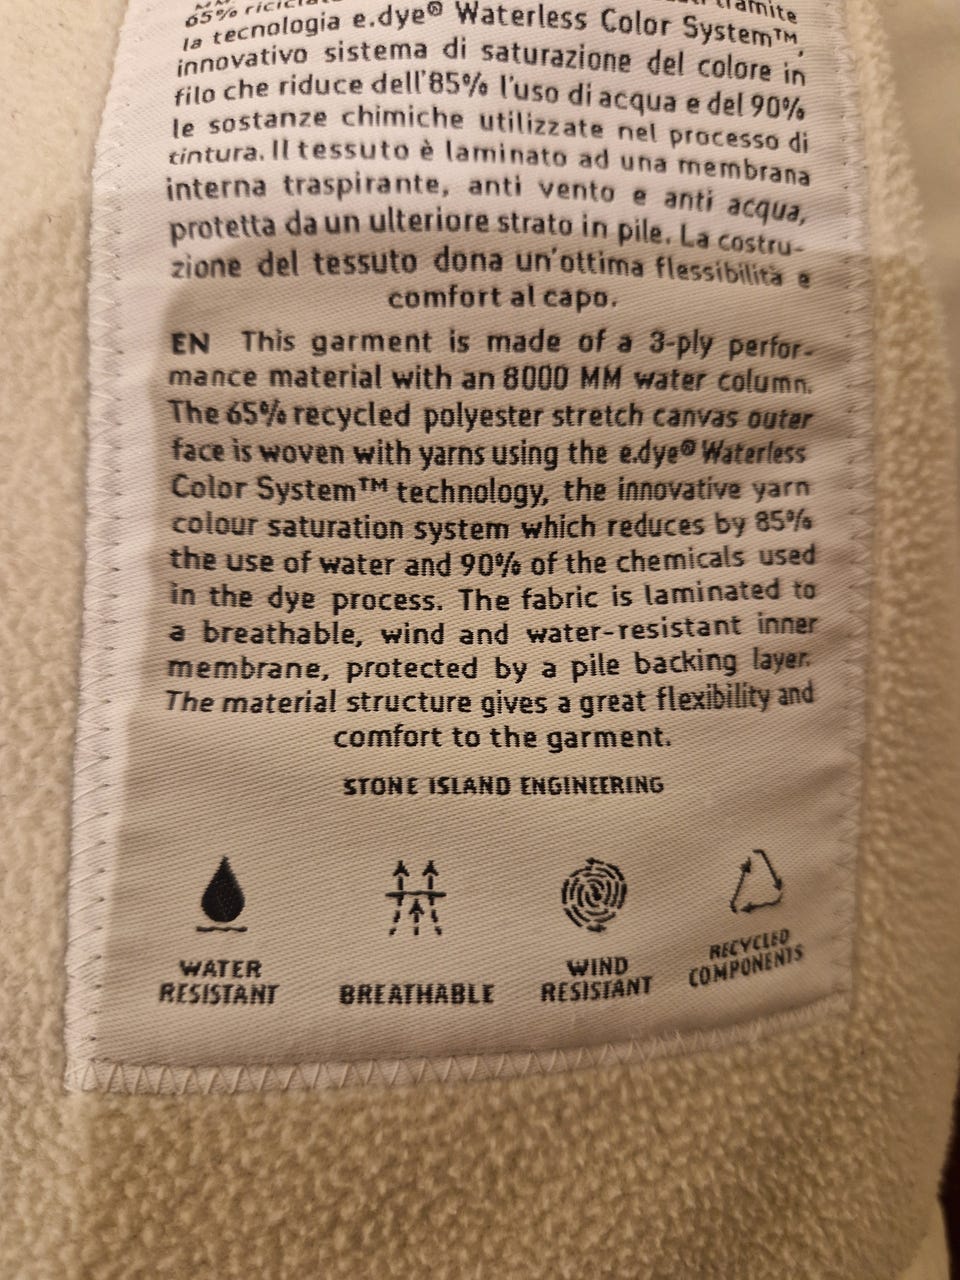 65%
la tecnologia e.dye® Waterless Color System™,
innovativo sistema di saturazione del colore in
filo che riduce dell'85% l'uso di acqua e del 90%
le sostanze chimiche utilizzate nel processo di
tintura. Il tessuto è laminato ad una membrana
interna traspirante, anti vento e anti acqua,
protetta da un ulteriore strato in pile. La costru-
zione del tessuto dona un'ottima flessibilità e
comfort al capo.
EN This garment is made of a 3-ply perfor-
mance material with an 8000 MM water column.
The 65% recycled polyester stretch canvas outer
face is woven with yarns using the e.dye® Waterless
Color System™ technology, the innovative yarn
colour saturation system which reduces by 85%
the use of water and 90% of the chemicals used
in the dye process. The fabric is laminated to
a breathable, wind and water-resistant inner
membrane, protected by a pile backing layer.
The material structure gives a great flexibility and
comfort to the garment.
STONE ISLAND ENGINEERING
WATER
RESISTANT
BREATHABLE
WIND
RESISTANT
RECYCLED
COMPONENTS